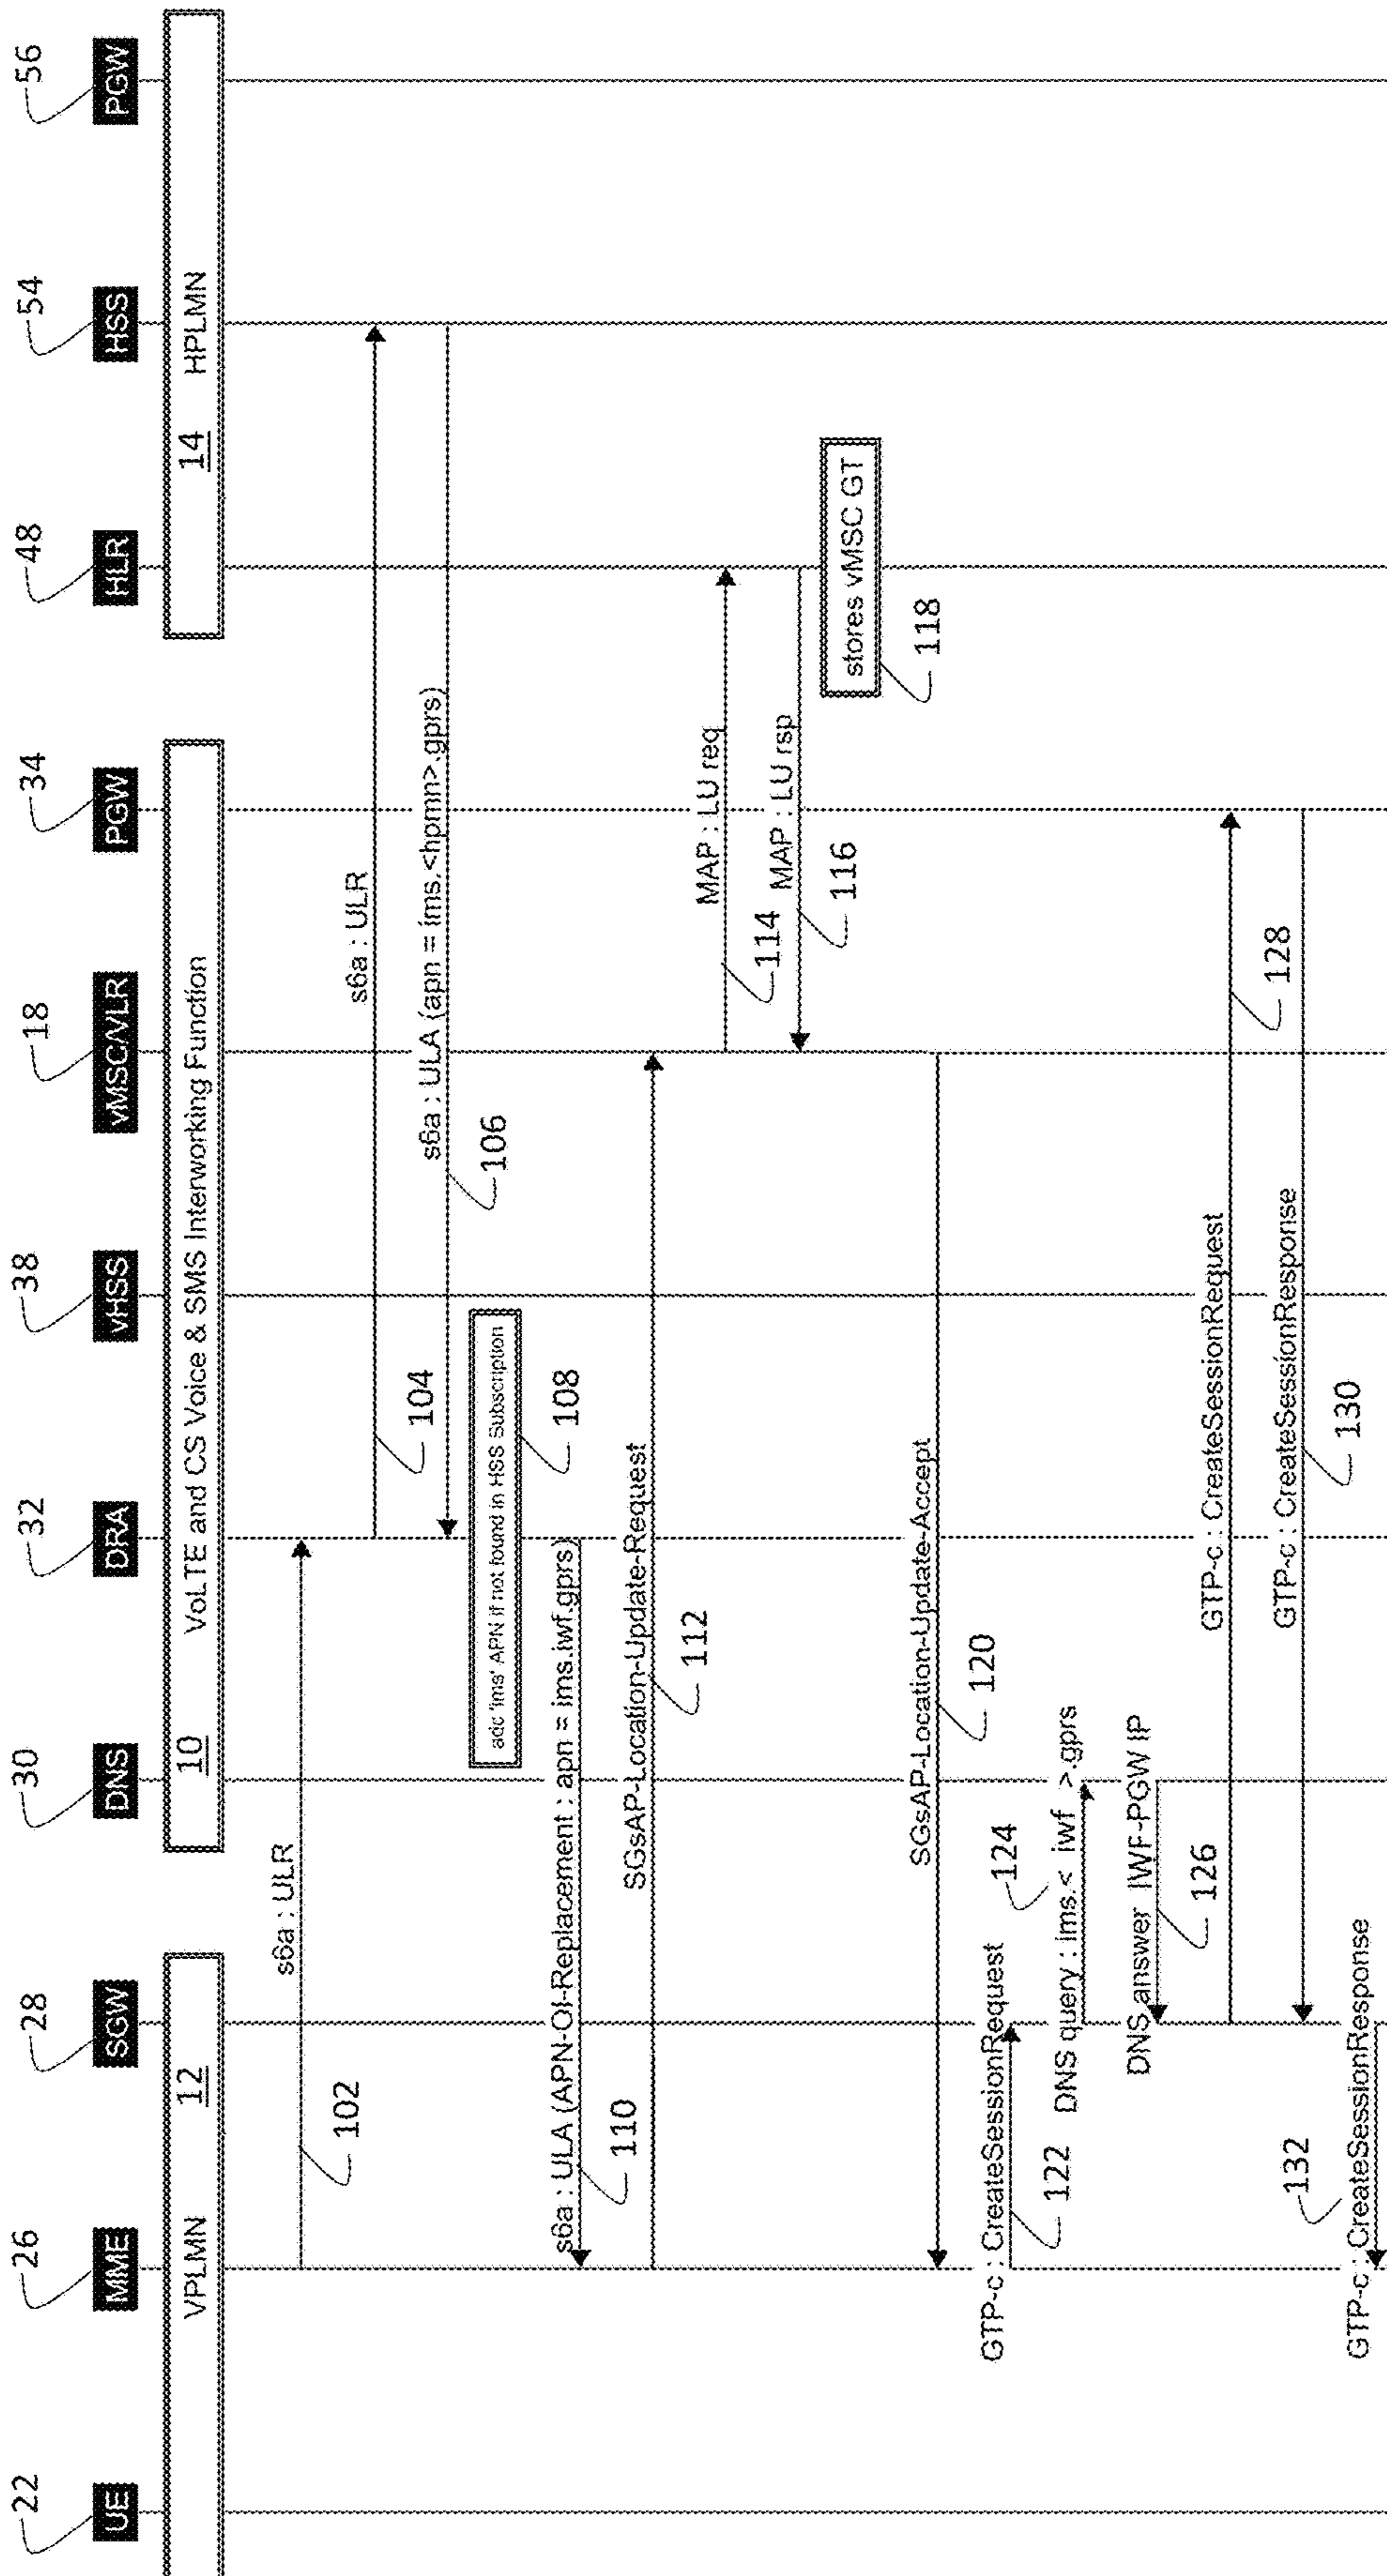 22
26
28
30
32
38
18
34
48
54
56
UE
MME
SGW
DNS
DRA
vHSS
vMSC/VLR
PGW
HLR
HSS
PGW
VPLMN 12
10 VoLTE and CS Voice & SMS Interworking Function
14 HPLMN
s6a : ULR
102
s6a : ULR
104
s6a : ULA (apn = ims.<hpmn>.gprs)
106
adc 'ims' APN if not found in HSS Subscription
108
s6a : ULA (APN-OI-Replacement : apn = ims.iwf.gprs)
110
SGsAP-Location-Update-Request
112
MAP : LU req
114
MAP : LU rsp
116
stores vMSC GT
118
SGsAP-Location-Update-Accept
120
GTP-c : CreateSessionRequest
122
124
DNS query : ims.< iwf >.gprs
DNS answer IWF-PGW IP
126
GTP-c : CreateSessionRequest
128
GTP-c : CreateSessionResponse
130
132
GTP-c : CreateSessionResponse